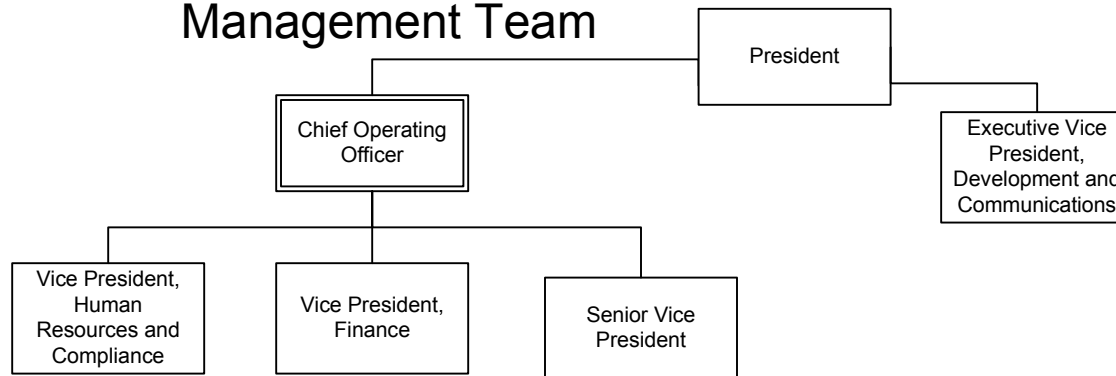 Management Team
President
Chief Operating
Officer
Executive Vice
President,
Development and
Communications
Vice President,
Human
Resources and
Compliance
Vice President,
Finance
Senior Vice
President